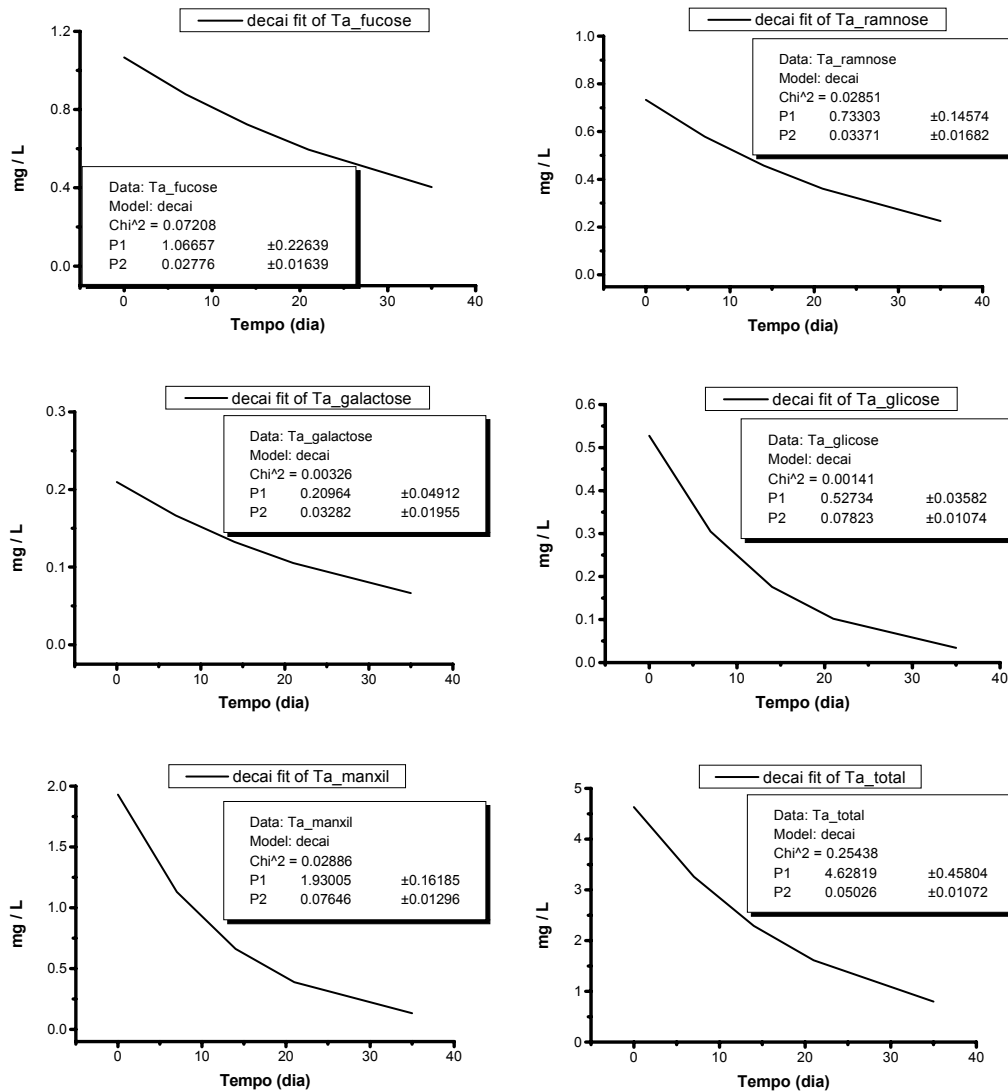 decai fit of Ta_fucose
1.2
0.8
0.4
0.0
mg / L
Data: Ta_fucose
Model: decai
Chi^2 = 0.07208
P1 1.06657 ±0.22639
P2 0.02776 ±0.01639
0 10 20 30 40
Tempo (dia)
decai fit of Ta_ramnose
1.0
0.8
0.6
0.4
0.2
0.0
mg / L
Data: Ta_ramnose
Model: decai
Chi^2 = 0.02851
P1 0.73303 ±0.14574
P2 0.03371 ±0.01682
0 10 20 30 40
Tempo (dia)
decai fit of Ta_galactose
0.3
0.2
0.1
0.0
mg / L
Data: Ta_galactose
Model: decai
Chi^2 = 0.00326
P1 0.20964 ±0.04912
P2 0.03282 ±0.01955
0 10 20 30 40
Tempo (dia)
decai fit of Ta_glicose
0.6
0.5
0.4
0.3
0.2
0.1
0.0
mg / L
Data: Ta_glicose
Model: decai
Chi^2 = 0.00141
P1 0.52734 ±0.03582
P2 0.07823 ±0.01074
0 10 20 30 40
Tempo (dia)
decai fit of Ta_manxil
2.0
1.5
1.0
0.5
0.0
mg / L
Data: Ta_manxil
Model: decai
Chi^2 = 0.02886
P1 1.93005 ±0.16185
P2 0.07646 ±0.01296
0 10 20 30 40
Tempo (dia)
decai fit of Ta_total
5
4
3
2
1
0
mg / L
Data: Ta_total
Model: decai
Chi^2 = 0.25438
P1 4.62819 ±0.45804
P2 0.05026 ±0.01072
0 10 20 30 40
Tempo (dia)